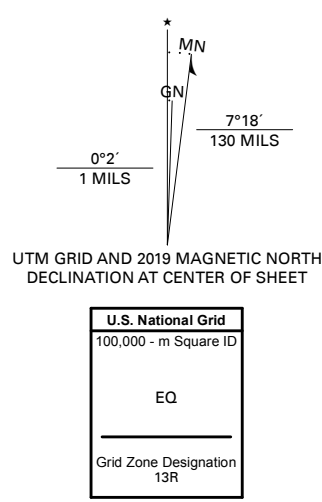 ★
MN
GN
7°18´
130 MILS
0°2´
1 MILS
UTM GRID AND 2019 MAGNETIC NORTH
DECLINATION AT CENTER OF SHEET
U.S. National Grid
100,000 - m Square ID
EQ
Grid Zone Designation
13R